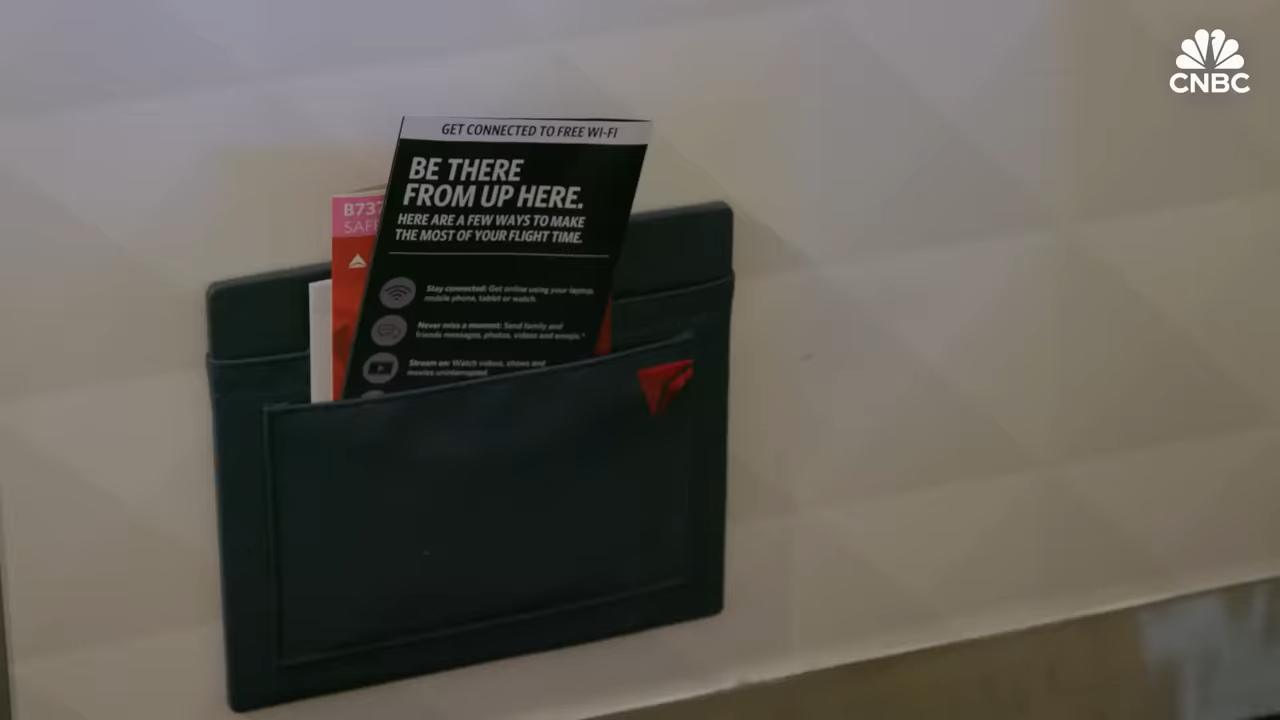 CNBC
GET CONNECTED TO FREE WI-FI
BE THERE
FROM UP HERE.
HERE ARE A FEW WAYS TO MAKE
THE MOST OF YOUR FLIGHT TIME.
B737
SAF
Stay connected: Get online using your laptop,
mobile phone, tablet or watch.
Never miss a moment: Send family and
friends messages, photos, videos and emojis.*
Stream on: Watch videos, shows and
movies uninterrupted.